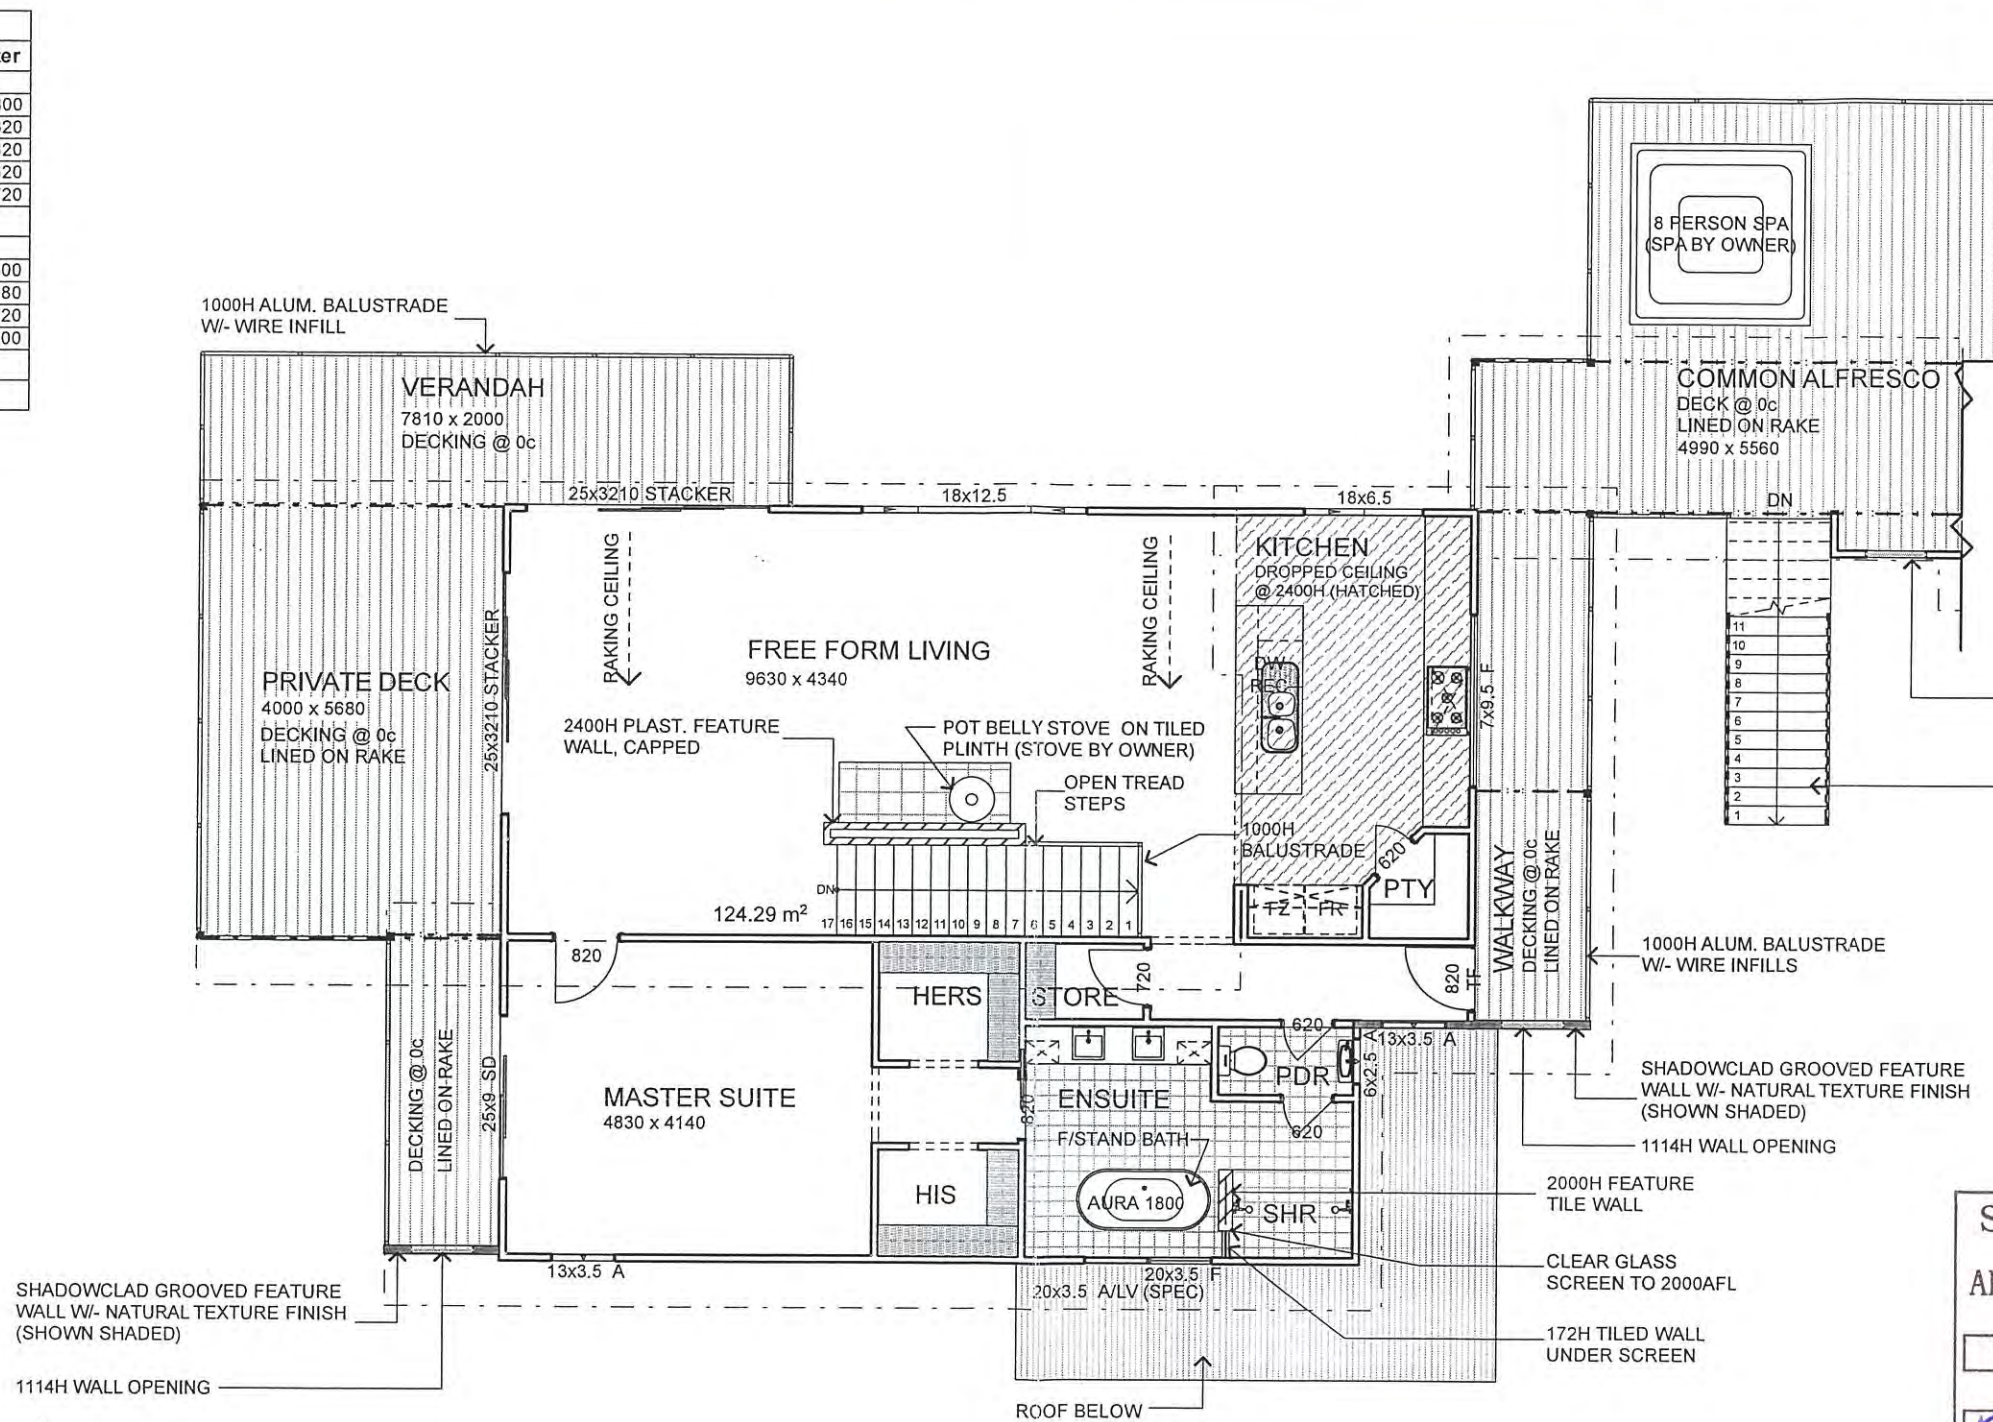 1000H ALUM. BALUSTRADE
W/- WIRE INFILL
VERANDAH
7810 x 2000
DECKING @ 0c
25x3210 STACKER
18x12.5
18x6.5
8 PERSON SPA
(SPA BY OWNER)
COMMON ALFRESCO
DECK @ 0c
LINED ON RAKE
4990 x 5560
DN
11
10
9
8
7
6
5
4
3
2
1
PRIVATE DECK
4000 x 5680
DECKING @ 0c
LINED ON RAKE
25x3210 STACKER
RAKING CEILING
FREE FORM LIVING
9630 x 4340
RAKING CEILING
KITCHEN
DROPPED CEILING
@ 2400H (HATCHED)
DW
REC
7x9.5 F
2400H PLAST. FEATURE
WALL, CAPPED
POT BELLY STOVE ON TILED
PLINTH (STOVE BY OWNER)
OPEN TREAD
STEPS
1000H
BALUSTRADE
620
PTY
FZ
FR
DN
124.29 m²
17 16 15 14 13 12 11 10 9 8 7 6 5 4 3 2 1
WALKWAY
DECKING @ 0c
LINED ON RAKE
1000H ALUM. BALUSTRADE
W/- WIRE INFILLS
820
HERS
STORE
720
820
TF
620
13x3.5 A
6x2.5 A
PDR
620
DECKING @ 0c
LINED ON RAKE
25x9 SD
MASTER SUITE
4830 x 4140
820
ENSUITE
F/STAND BATH
AURA 1800
SHR
HIS
SHADOWCLAD GROOVED FEATURE
WALL W/- NATURAL TEXTURE FINISH
(SHOWN SHADED)
1114H WALL OPENING
2000H FEATURE
TILE WALL
CLEAR GLASS
SCREEN TO 2000AFL
172H TILED WALL
UNDER SCREEN
13x3.5 A
20x3.5 F
20x3.5 A/LV (SPEC)
SHADOWCLAD GROOVED FEATURE
WALL W/- NATURAL TEXTURE FINISH
(SHOWN SHADED)
1114H WALL OPENING
ROOF BELOW